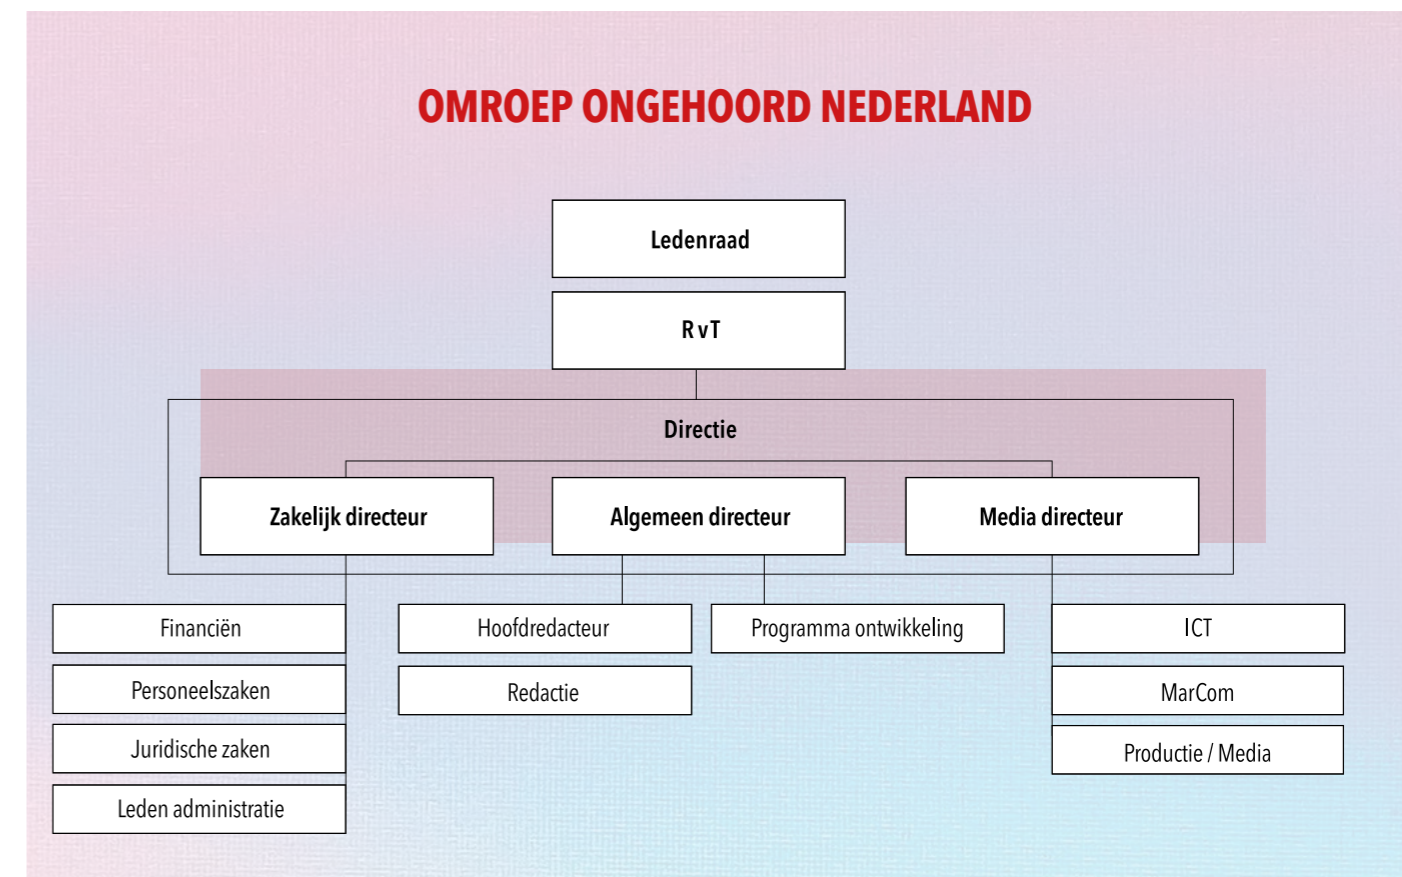 OMROEP ONGEHOORD NEDERLAND
Ledenraad
RvT
Directie
Zakelijk directeur
Algemeen directeur
Media directeur
Financiën
Hoofdredacteur
Programma ontwikkeling
ICT
Personeelszaken
Redactie
MarCom
Juridische zaken
Productie / Media
Leden administratie